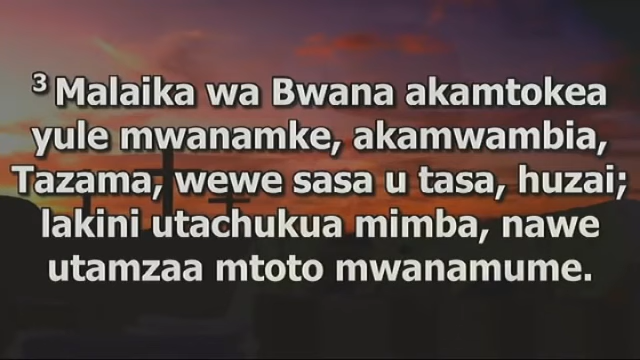 3 Malaika wa Bwana akamtokea
yule mwanamke, akamwambia,
Tazama, wewe sasa u tasa, huzai;
lakini utachukua mimba, nawe
utamzaa mtoto mwanamume.